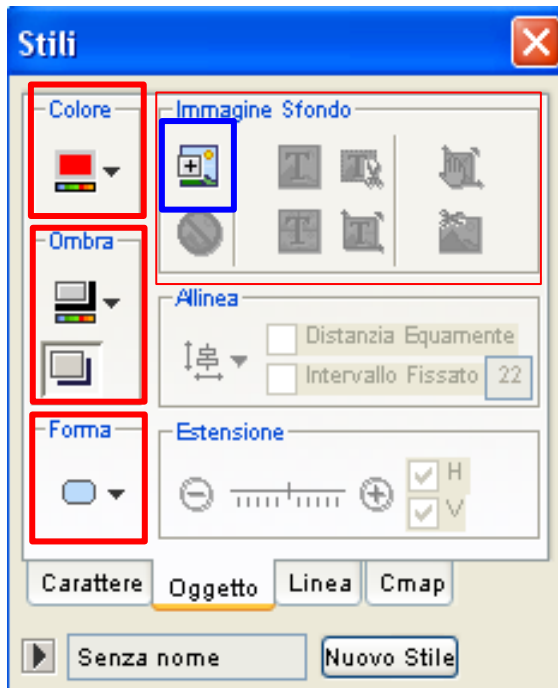 Stili
Colore
Immagine Sfondo
Ombra
Allinea
Distanzia Equamente
Intervallo Fissato 22
Forma
Estensione
H
V
Carattere Oggetto Linea Cmap
Senza nome Nuovo Stile